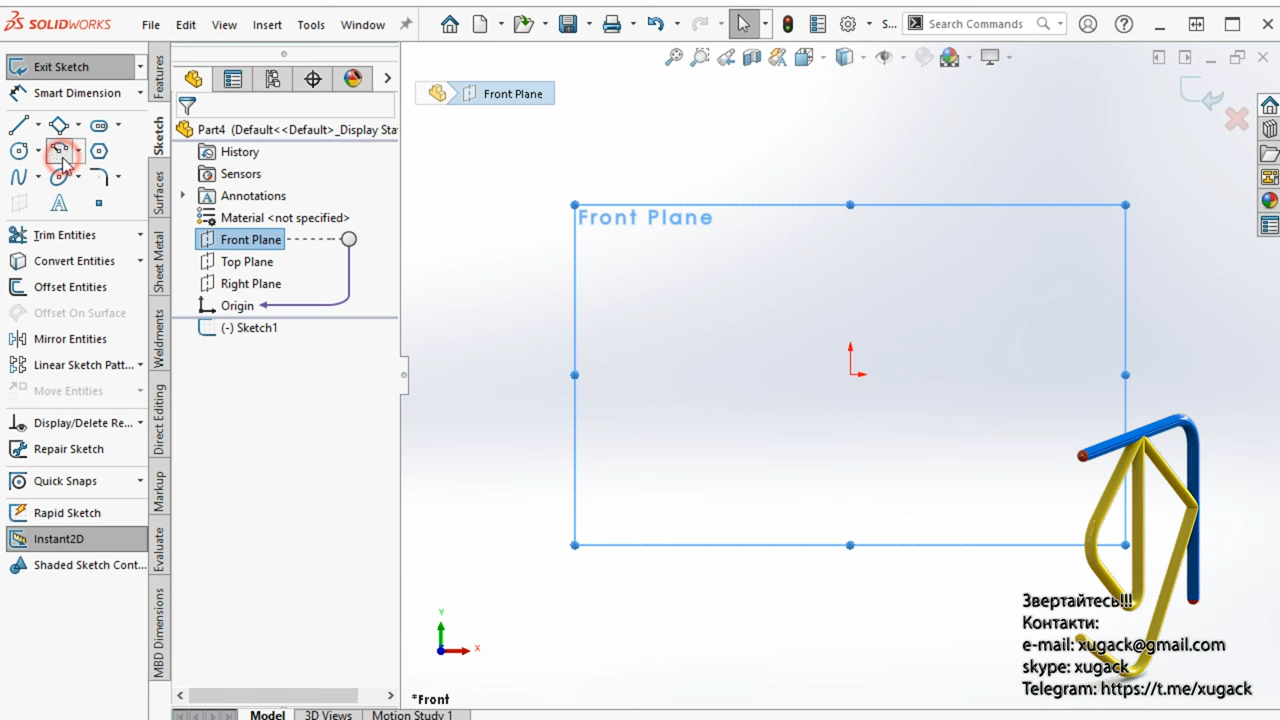 SOLIDWORKS
File Edit View Insert Tools Window
S...
Search Commands
Exit Sketch
Smart Dimension
Trim Entities
Convert Entities
Offset Entities
Offset On Surface
Mirror Entities
Linear Sketch Patt...
Move Entities
Display/Delete Re...
Repair Sketch
Quick Snaps
Rapid Sketch
Instant2D
Shaded Sketch Cont...
Features
Sketch
Surfaces
Sheet Metal
Weldments
Direct Editing
Markup
Evaluate
MBD Dimensions
Part4 (Default<<Default>_Display Sta
History
Sensors
Annotations
Material <not specified>
Front Plane
Top Plane
Right Plane
Origin
(-) Sketch1
Front Plane
Front Plane
Y
X
*Front
Звертайтесь!!!
Контакти:
e-mail: xugack@gmail.com
skype: xugack
Telegram: https://t.me/xugack
Model 3D Views Motion Study 1